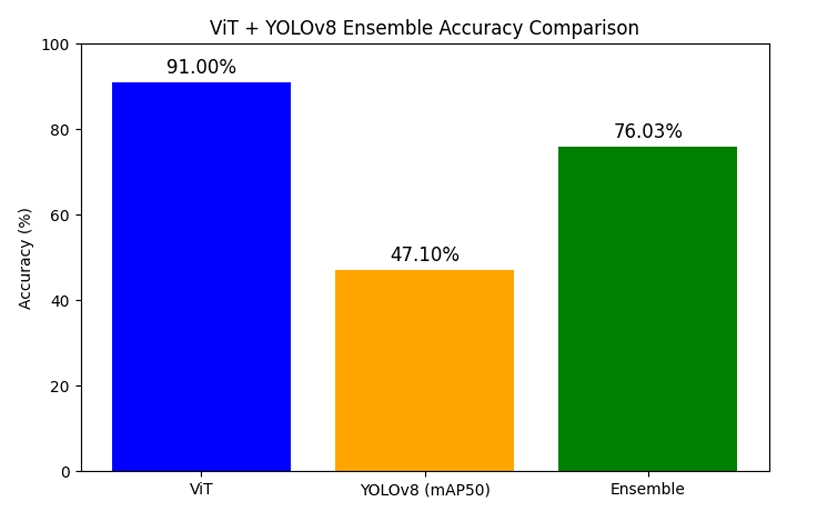 ViT + YOLOv8 Ensemble Accuracy Comparison
Accuracy (%)
100
80
60
40
20
0
91.00%
47.10%
76.03%
ViT
YOLOv8 (mAP50)
Ensemble